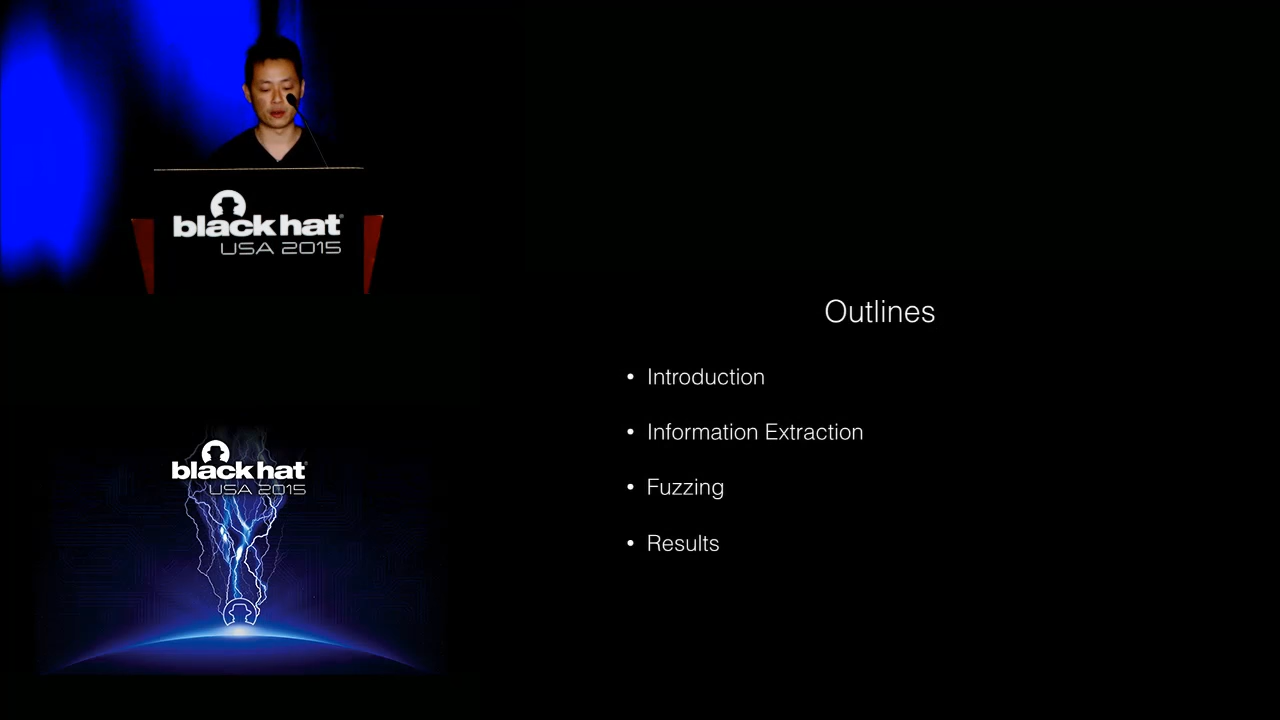 black hat
USA 2015
Outlines
• Introduction
• Information Extraction
• Fuzzing
• Results
black hat
USA 2015